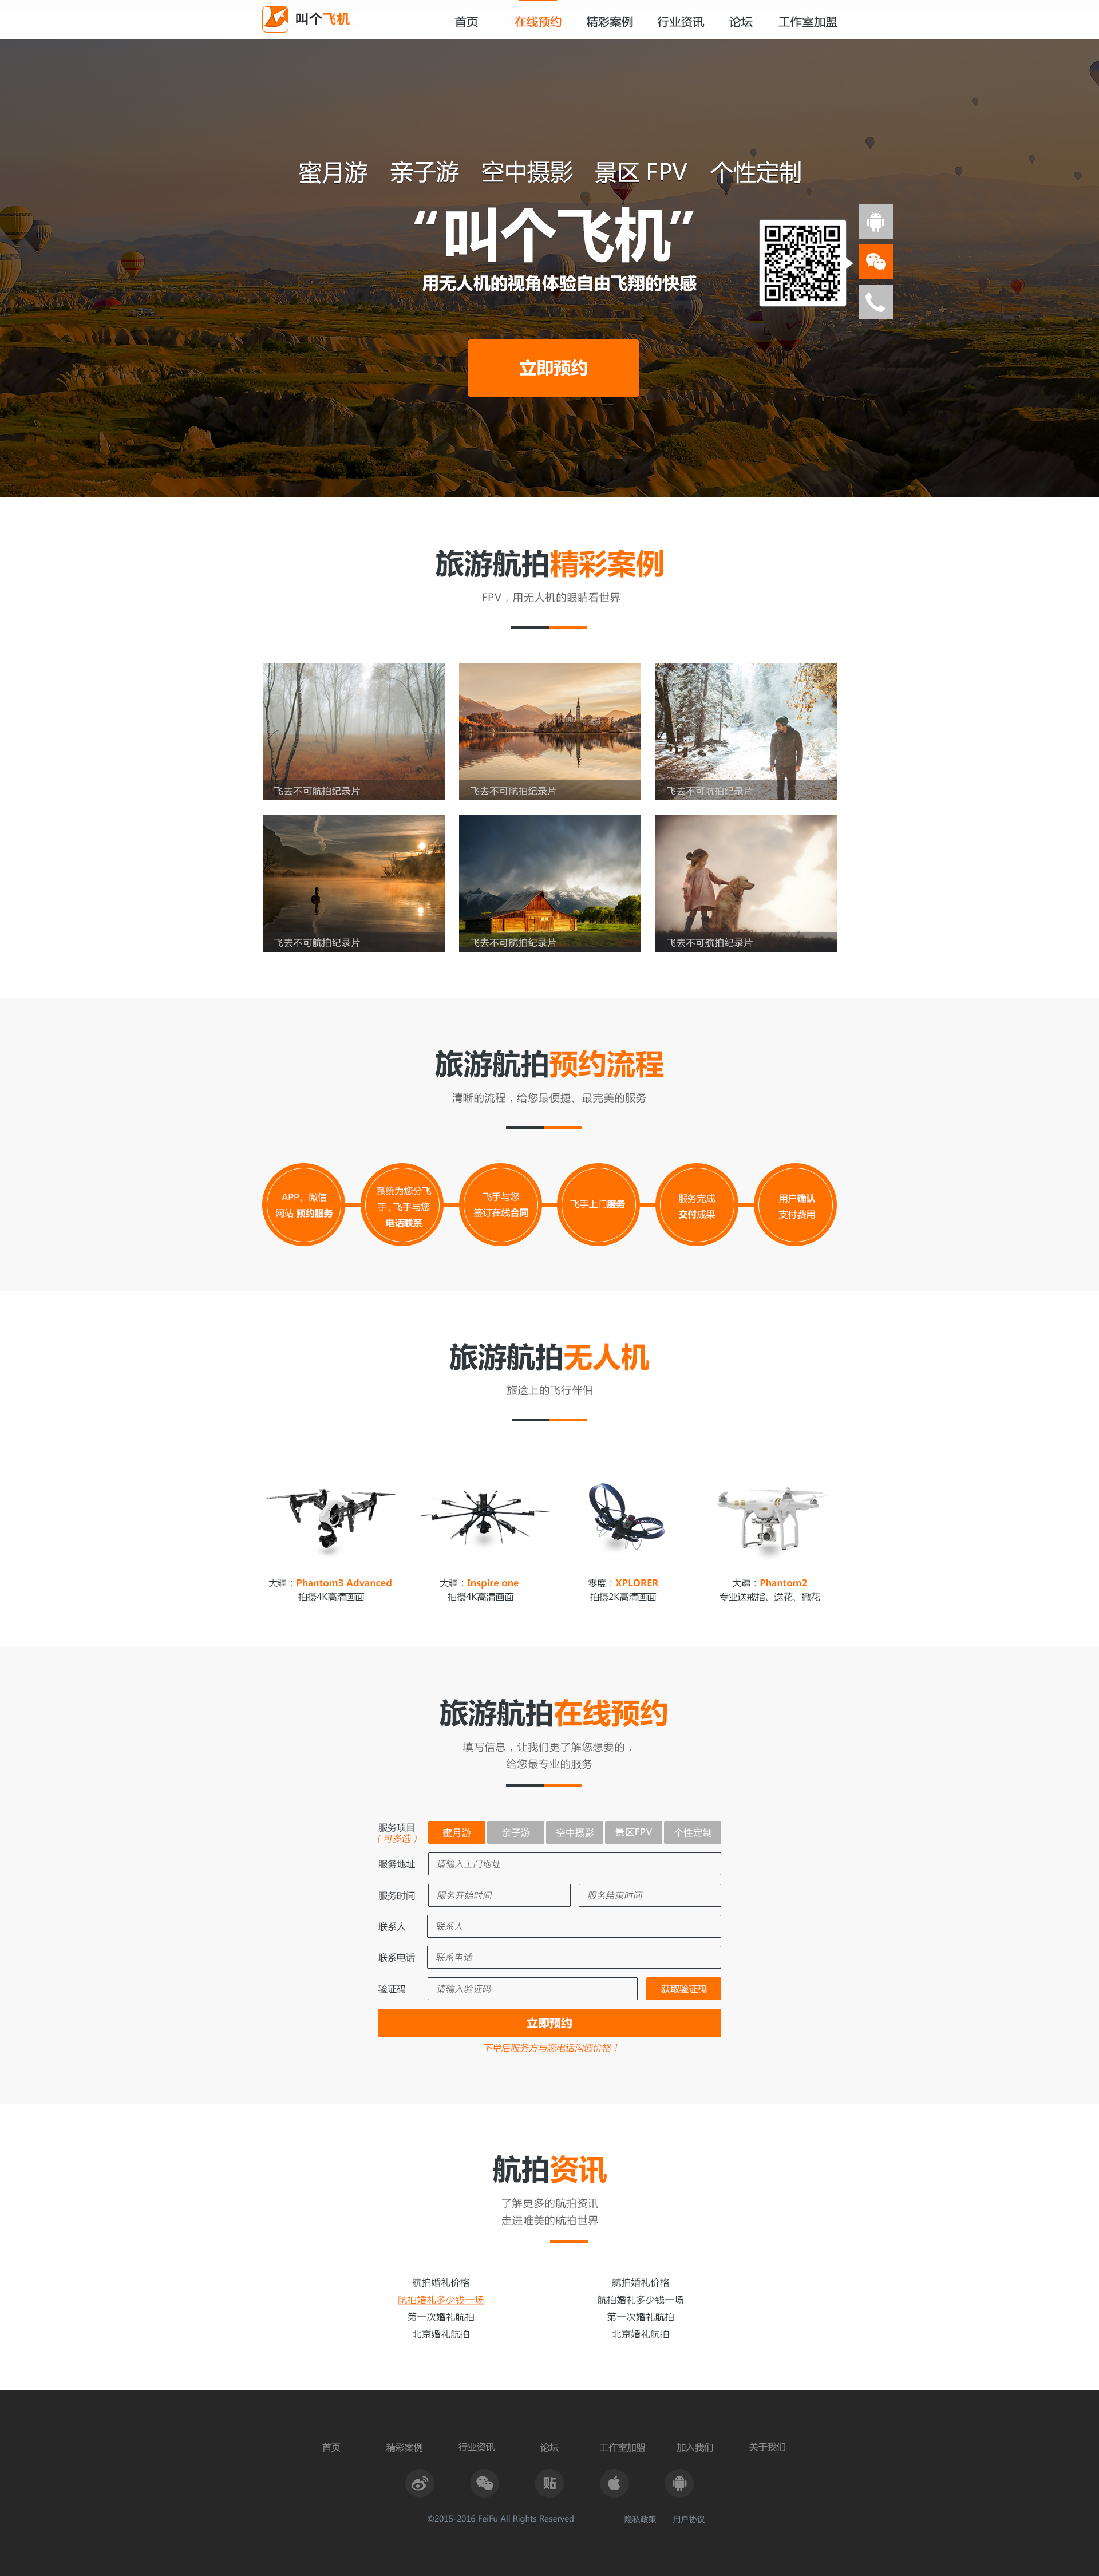 叫个飞机
首页 在线预约 精彩案例 行业资讯 论坛 工作室加盟
蜜月游 亲子游 空中摄影 景区 FPV 个性定制
“叫个飞机”
用无人机的视角体验自由飞翔的快感
立即预约
旅游航拍精彩案例
FPV，用无人机的眼睛看世界
飞去不可航拍纪录片 飞去不可航拍纪录片 飞去不可航拍纪录片
飞去不可航拍纪录片 飞去不可航拍纪录片 飞去不可航拍纪录片
旅游航拍预约流程
清晰的流程，给您最便捷、最完美的服务
APP、微信
网站 预约服务
系统为您分飞
手 , 飞手与您
电话联系
飞手与您
签订在线合同
飞手上门服务
服务完成
交付成果
用户确认
支付费用
旅游航拍无人机
旅途上的飞行伴侣
大疆：Phantom3 Advanced
拍摄4K高清画面
大疆：Inspire one
拍摄4K高清画面
零度：XPLORER
拍摄2K高清画面
大疆：Phantom2
专业送戒指、送花、撒花
旅游航拍在线预约
填写信息，让我们更了解您想要的，
给您最专业的服务
服务项目
（可多选）
蜜月游 亲子游 空中摄影 景区FPV 个性定制
服务地址 请输入上门地址
服务时间 服务开始时间 服务结束时间
联系人 联系人
联系电话 联系电话
验证码 请输入验证码 获取验证码
立即预约
下单后服务方与您电话沟通价格！
航拍资讯
了解更多的航拍资讯
走进唯美的航拍世界
航拍婚礼价格 航拍婚礼价格
航拍婚礼多少钱一场 航拍婚礼多少钱一场
第一次婚礼航拍 第一次婚礼航拍
北京婚礼航拍 北京婚礼航拍
首页 精彩案例 行业资讯 论坛 工作室加盟 加入我们 关于我们
贴
©2015-2016 FeiFu All Rights Reserved 隐私政策 用户协议